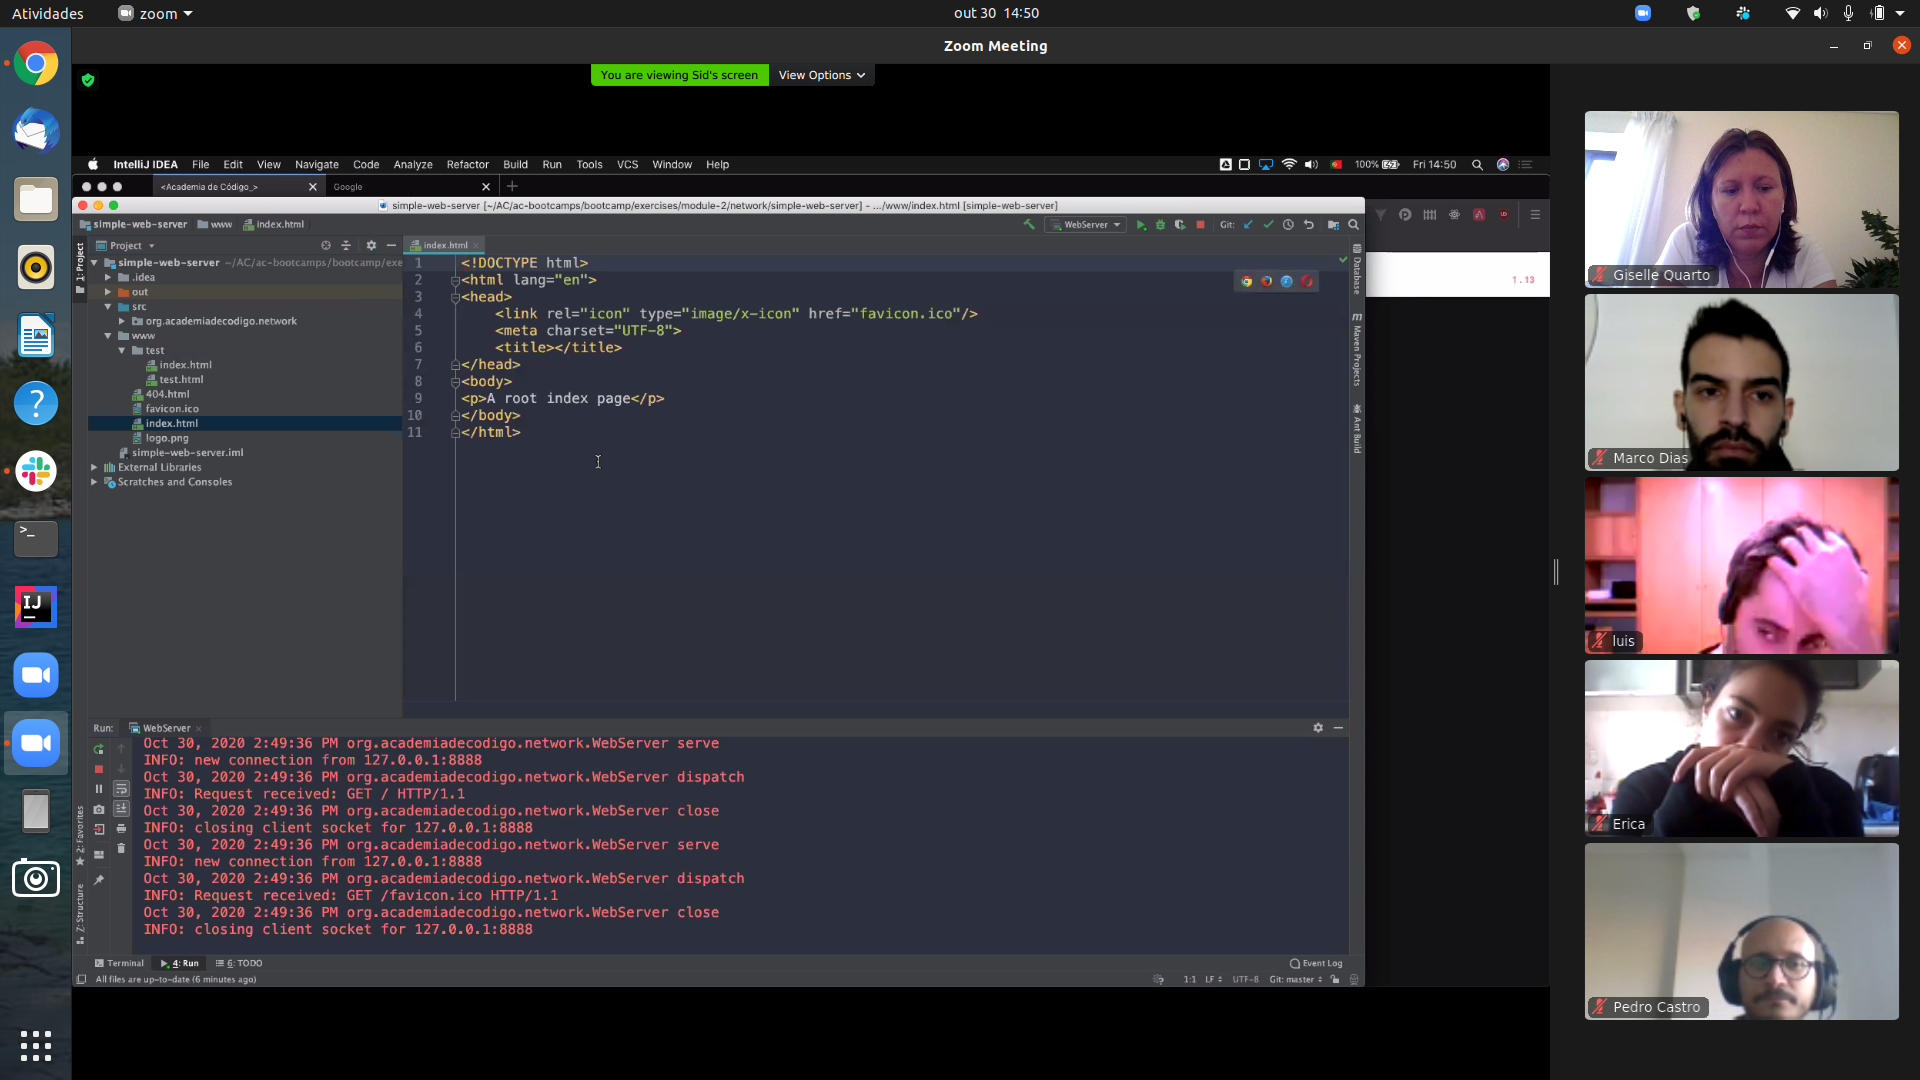 Atividades
zoom
out 30 14:50
Zoom Meeting
You are viewing Sid's screen
View Options
IntelliJ IDEA File Edit View Navigate Code Analyze Refactor Build Run Tools VCS Window Help
100%
Fri 14:50
<Academia de Código_>
Google
simple-web-server [~/AC/ac-bootcamps/bootcamp/exercises/module-2/network/simple-web-server] - .../www/index.html [simple-web-server]
simple-web-server www index.html
WebServer
Git:
Project
index.html
1: Project
simple-web-server ~/AC/ac-bootcamps/bootcamp/exe
.idea
out
src
org.academiadecodigo.network
www
test
index.html
test.html
404.html
favicon.ico
index.html
logo.png
simple-web-server.iml
External Libraries
Scratches and Consoles
1 <!DOCTYPE html>
2 <html lang="en">
3 <head>
4 <link rel="icon" type="image/x-icon" href="favicon.ico"/>
5 <meta charset="UTF-8">
6 <title></title>
7 </head>
8 <body>
9 <p>A root index page</p>
10 </body>
11 </html>
Database
Maven Projects
Ant Build
1.13
Run: WebServer
Oct 30, 2020 2:49:36 PM org.academiadecodigo.network.WebServer serve
INFO: new connection from 127.0.0.1:8888
Oct 30, 2020 2:49:36 PM org.academiadecodigo.network.WebServer dispatch
INFO: Request received: GET / HTTP/1.1
Oct 30, 2020 2:49:36 PM org.academiadecodigo.network.WebServer close
INFO: closing client socket for 127.0.0.1:8888
Oct 30, 2020 2:49:36 PM org.academiadecodigo.network.WebServer serve
INFO: new connection from 127.0.0.1:8888
Oct 30, 2020 2:49:36 PM org.academiadecodigo.network.WebServer dispatch
INFO: Request received: GET /favicon.ico HTTP/1.1
Oct 30, 2020 2:49:36 PM org.academiadecodigo.network.WebServer close
INFO: closing client socket for 127.0.0.1:8888
2: Favorites
Z: Structure
Terminal
4: Run
6: TODO
Event Log
All files are up-to-date (6 minutes ago)
1:1 LF UTF-8 Git: master
Giselle Quarto
Marco Dias
luis
Erica
Pedro Castro
IJ